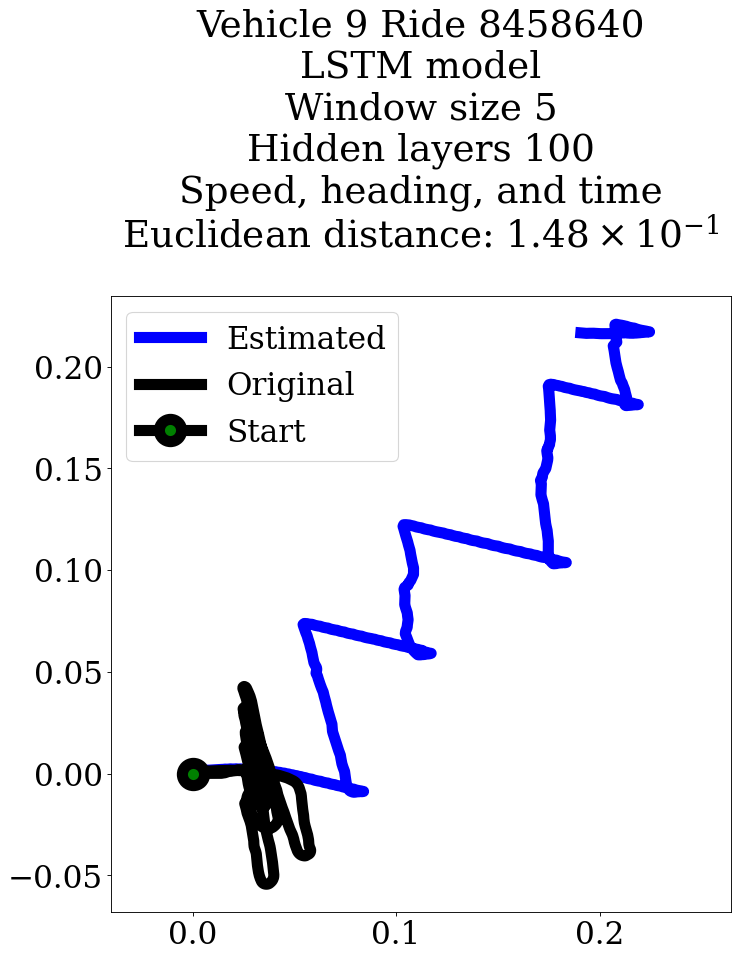 Vehicle 9 Ride 8458640
LSTM model
Window size 5
Hidden layers 100
Speed, heading, and time
Euclidean distance: 1.48 × 10⁻¹
Estimated
Original
Start
0.20
0.15
0.10
0.05
0.00
−0.05
0.0 0.1 0.2